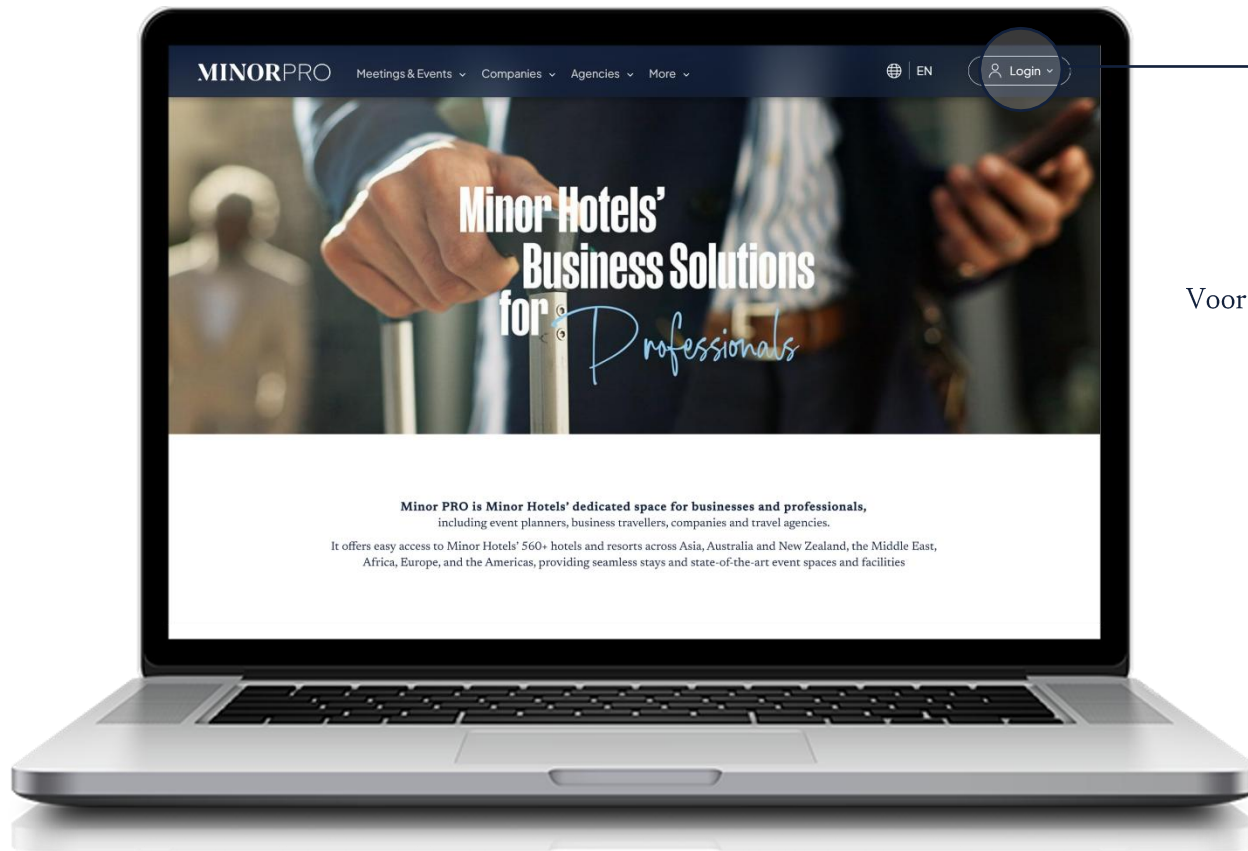 MINORPRO Meetings & Events Companies Agencies More EN Login
Minor Hotels'
Business Solutions
for Professionals
Voor
Minor PRO is Minor Hotels' dedicated space for businesses and professionals,
including event planners, business travellers, companies and travel agencies.
It offers easy access to Minor Hotels' 560+ hotels and resorts across Asia, Australia and New Zealand, the Middle East,
Africa, Europe, and the Americas, providing seamless stays and state-of-the-art event spaces and facilities